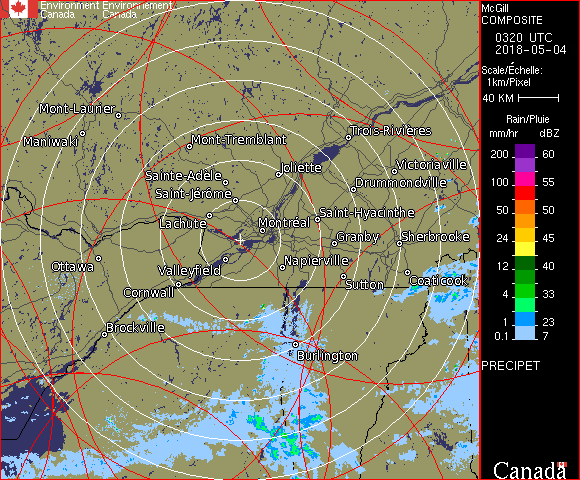 Environment Environnement
Canada Canada
McGill
COMPOSITE
0320 UTC
2018-05-04
Scale/Échelle:
1km/Pixel
40 KM
Rain/Pluie
mm/hr dBZ
200 60
150 57
100 55
50 50
24 45
12 40
4 33
1 23
0.1 7
PRECIPET
Canada
Mont-Laurier
Maniwaki
Mont-Tremblant
Trois-Rivières
Sainte-Adèle
Joliette
Victoriaville
Saint-Jérôme
Drummondville
Lachute
Montréal
Saint-Hyacinthe
Granby
Sherbrooke
Ottawa
Valleyfield
Napierville
Cornwall
Sutton
Coaticook
Brockville
Burlington